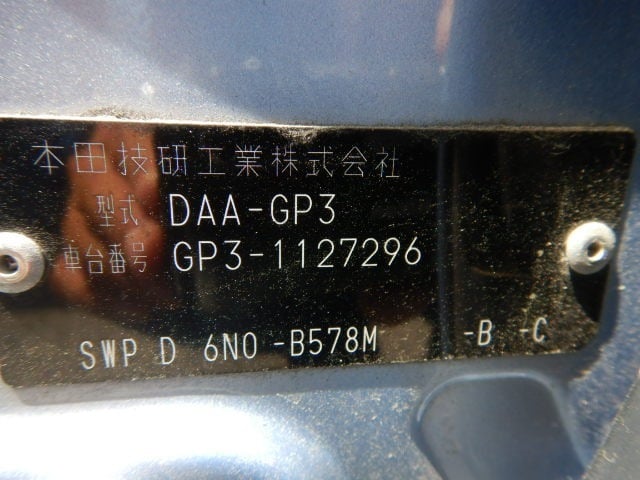 本田技研工業株式会社
型式 DAA-GP3
車台番号 GP3-1127296
SWP D 6N0 -B578M -B -C